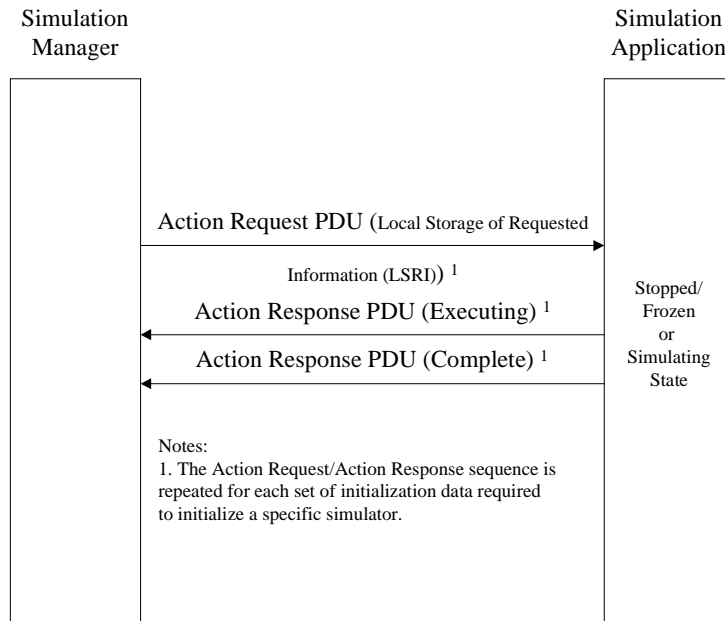 Simulation
Manager
Simulation
Application
Action Request PDU (Local Storage of Requested
Information (LSRI)) 1
Action Response PDU (Executing) 1
Action Response PDU (Complete) 1
Stopped/
Frozen
or
Simulating
State
Notes:
1. The Action Request/Action Response sequence is
repeated for each set of initialization data required
to initialize a specific simulator.